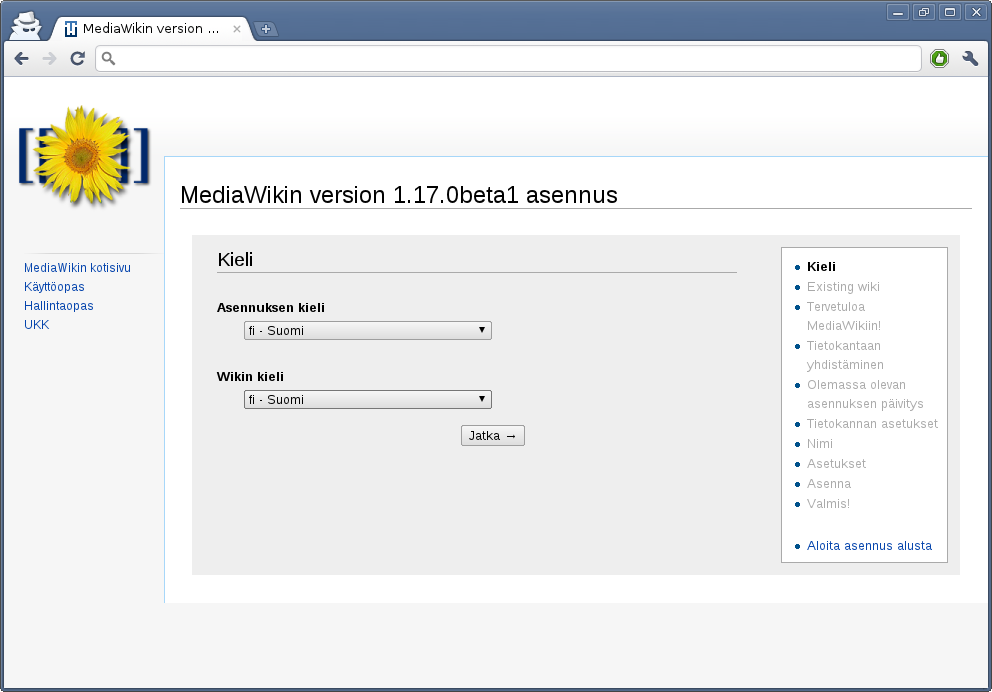 MediaWikin version ...
MediaWikin kotisivu
Käyttöopas
Hallintaopas
UKK
MediaWikin version 1.17.0beta1 asennus
Kieli
Asennuksen kieli
fi - Suomi
Wikin kieli
fi - Suomi
Jatka →
Kieli
Existing wiki
Tervetuloa
MediaWikiin!
Tietokantaan
yhdistäminen
Olemassa olevan
asennuksen päivitys
Tietokannan asetukset
Nimi
Asetukset
Asenna
Valmis!
Aloita asennus alusta